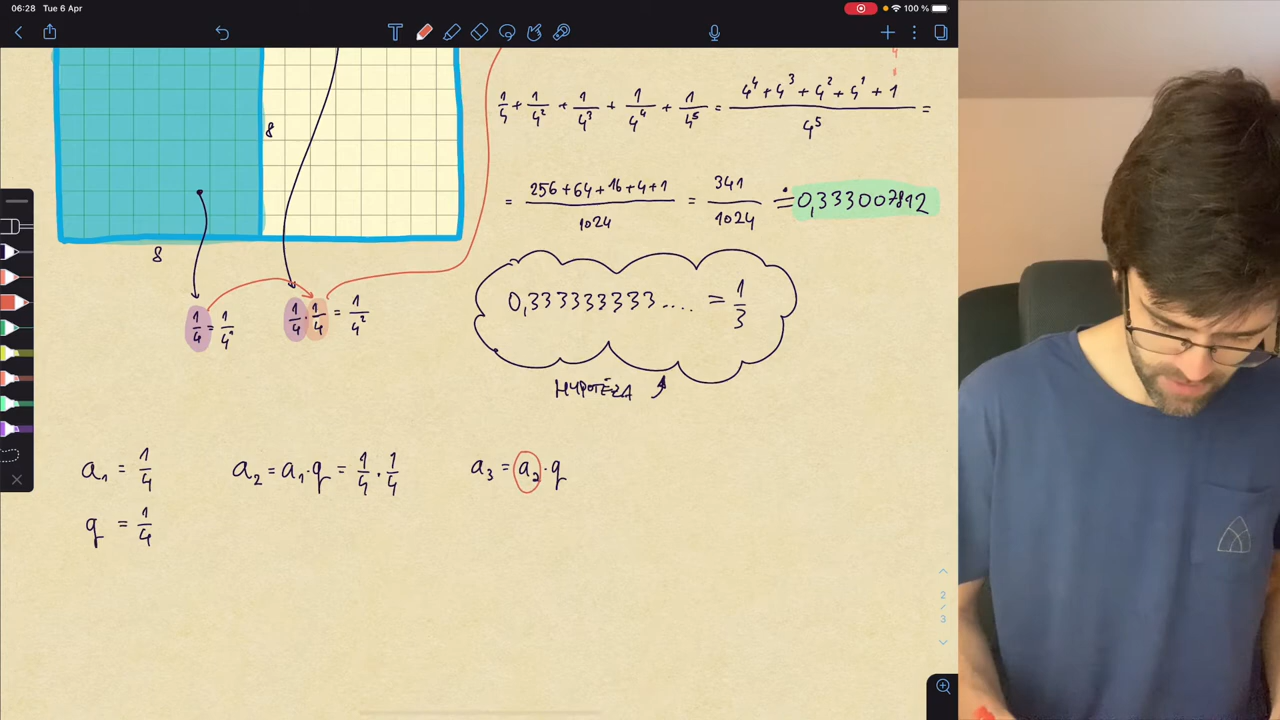 06:28 Tue 6 Apr
100 %
4
1/4 + 1/4² + 1/4³ + 1/4⁴ + 1/4⁵ = (4⁴ + 4³ + 4² + 4¹ + 1)/4⁵ =
8
= (256 + 64 + 16 + 4 + 1)/1024 = 341/1024 ≐ 0,333007812
8
1/4 = 1/4¹
1/4 · 1/4 = 1/4²
0,333333333.... = 1/3
HYPOTÉZA
a₁ = 1/4
a₂ = a₁·q = 1/4 · 1/4
a₃ = a₂·q
q = 1/4
2
/
3